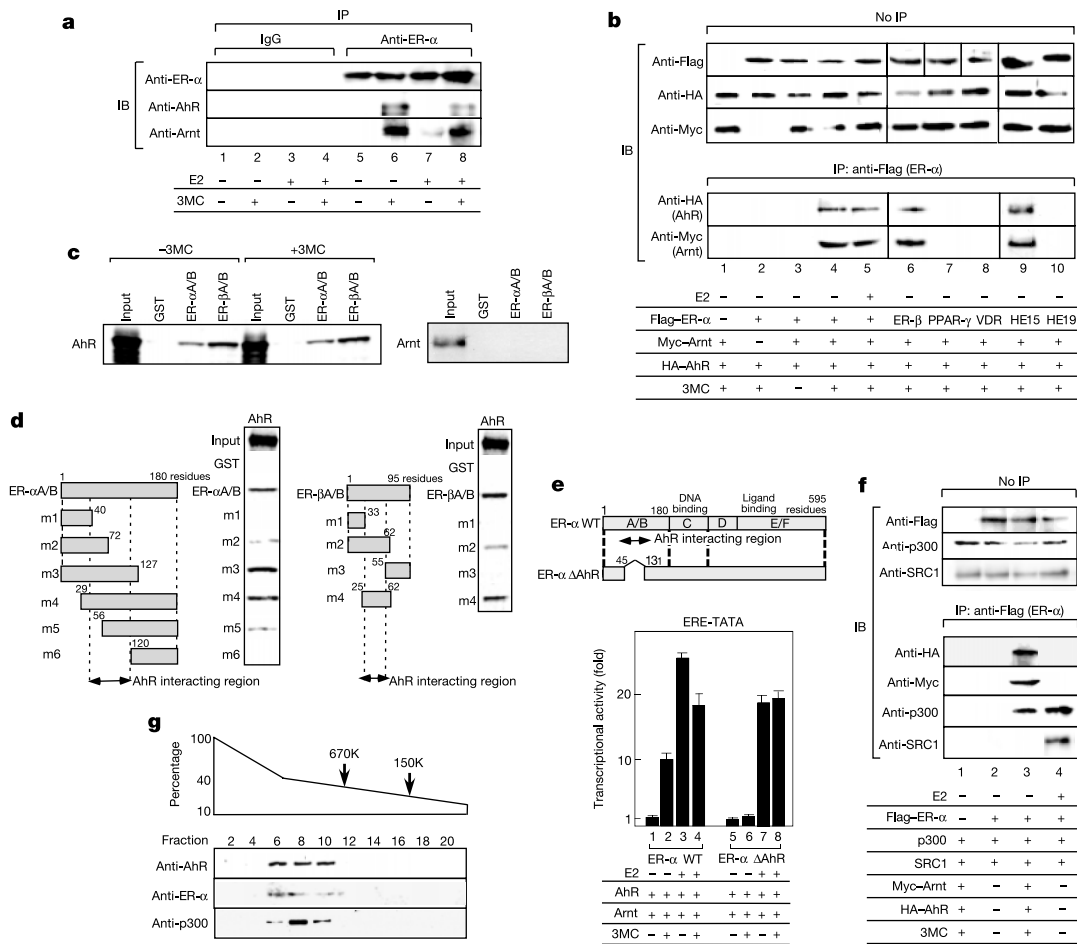 a
IP
IgG
Anti-ER-α
IB
Anti-ER-α
Anti-AhR
Anti-Arnt
1 2 3 4 5 6 7 8
E2 – – + + – – + +
3MC – + – + – + – +
b
No IP
IB
Anti-Flag
Anti-HA
Anti-Myc
IP: anti-Flag (ER-α)
Anti-HA
(AhR)
Anti-Myc
(Arnt)
1 2 3 4 5 6 7 8 9 10
E2 – – – – + – – – – –
Flag–ER-α – + + + + ER-β PPAR-γ VDR HE15 HE19
Myc–Arnt + – + + + + + + + +
HA–AhR + + + + + + + + + +
3MC + + – + + + + + + +
c
–3MC +3MC
Input GST ER-αA/B ER-βA/B Input GST ER-αA/B ER-βA/B
AhR
Input GST ER-αA/B ER-βA/B
Arnt
d
AhR
Input
GST
1 180 residues
ER-αA/B ER-αA/B
m1 40 m1
m2 72 m2
m3 127 m3
m4 29 m4
m5 56 m5
m6 120 m6
AhR interacting region
AhR
Input
GST
1 95 residues
ER-βA/B ER-βA/B
m1 33 m1
m2 62 m2
m3 55 62 m3
m4 25 m4
AhR interacting region
e
DNA binding
Ligand binding
1 180 595 residues
ER-α WT A/B C D E/F
AhR interacting region
45 131
ER-α ΔAhR
ERE-TATA
Transcriptional activity (fold)
20
10
1
1 2 3 4 5 6 7 8
ER-α WT ER-α ΔAhR
E2 – – + + – – + +
AhR + + + + + + + +
Arnt + + + + + + + +
3MC – + – + – + – +
f
No IP
IB
Anti-Flag
Anti-p300
Anti-SRC1
IP: anti-Flag (ER-α)
Anti-HA
Anti-Myc
Anti-p300
Anti-SRC1
1 2 3 4
E2 – – – +
Flag–ER-α – + + +
p300 + + + +
SRC1 + + + +
Myc–Arnt + – + –
HA–AhR + – + –
3MC + – + –
g
Percentage
100
40
10
670K
150K
Fraction 2 4 6 8 10 12 14 16 18 20
Anti-AhR
Anti-ER-α
Anti-p300